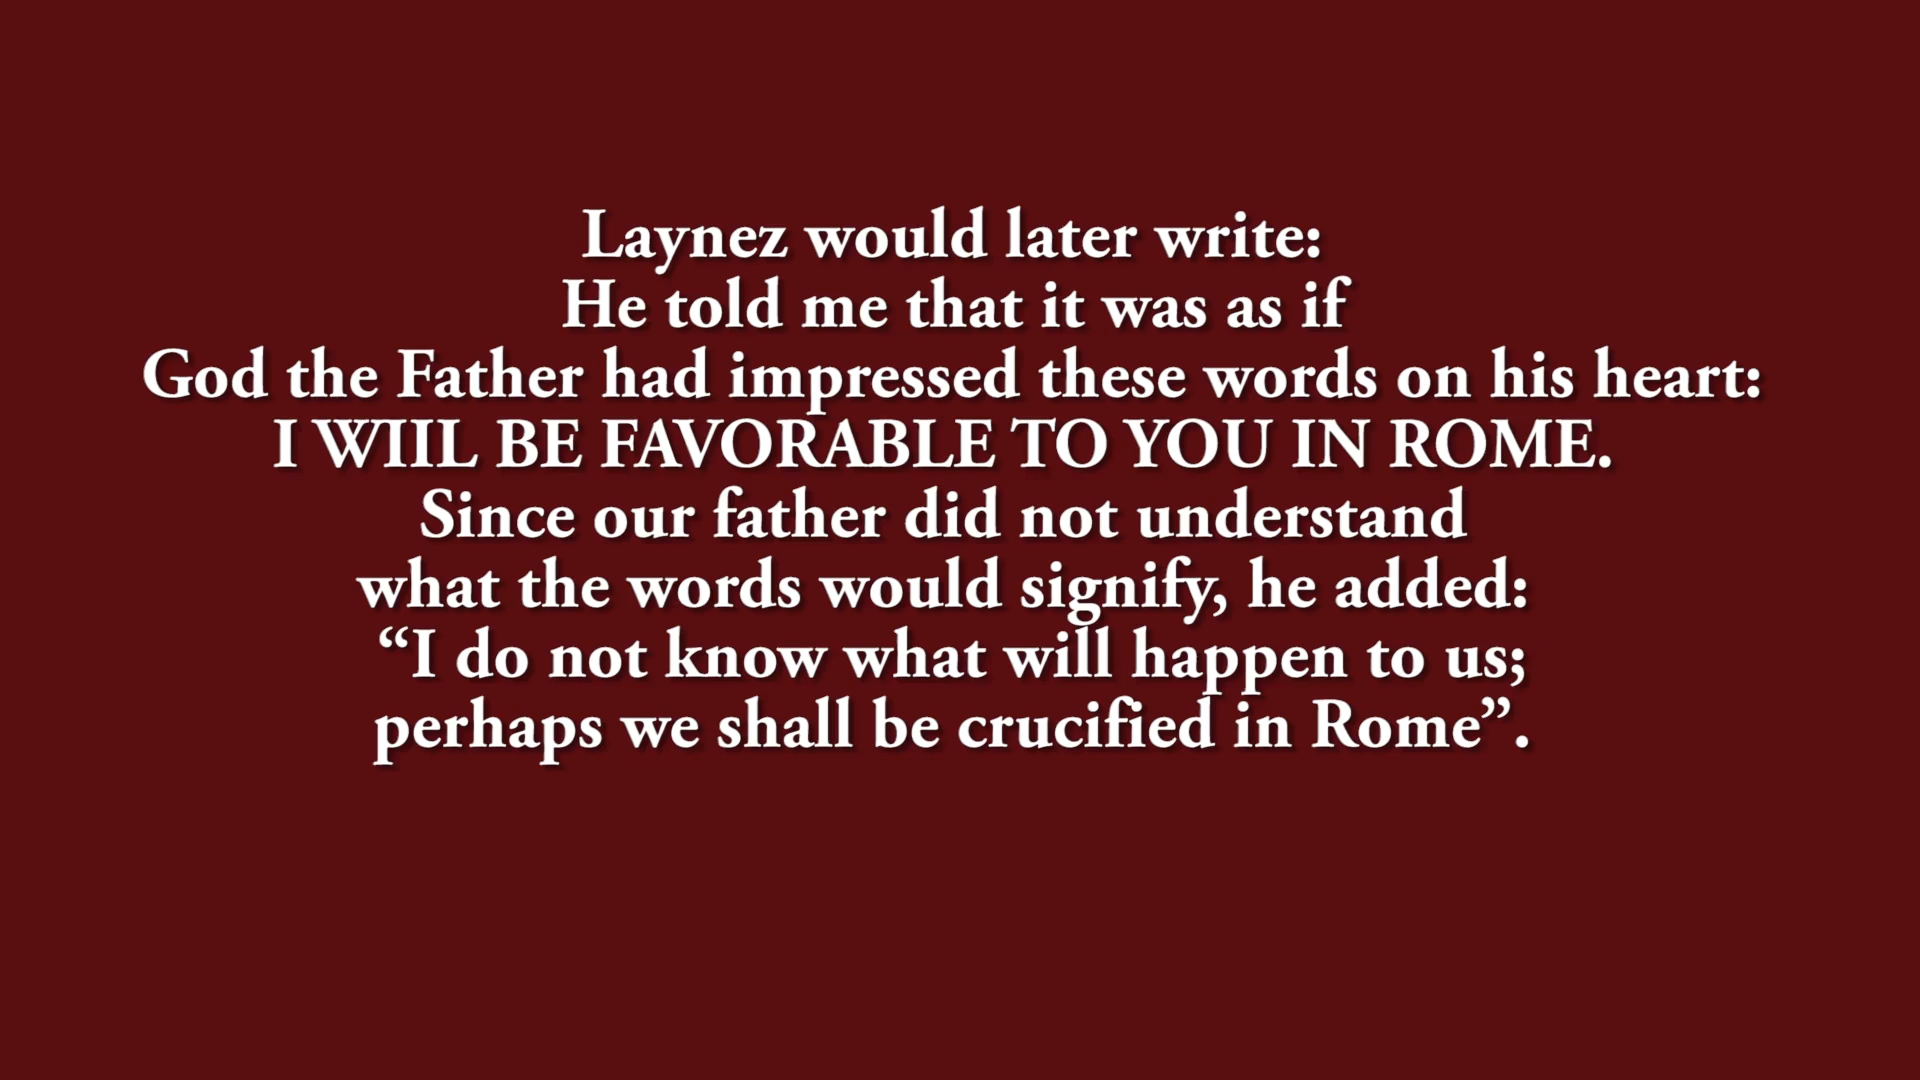 Laynez would later write:
He told me that it was as if
God the Father had impressed these words on his heart:
I WIIL BE FAVORABLE TO YOU IN ROME.
Since our father did not understand
what the words would signify, he added:
“I do not know what will happen to us;
perhaps we shall be crucified in Rome”.